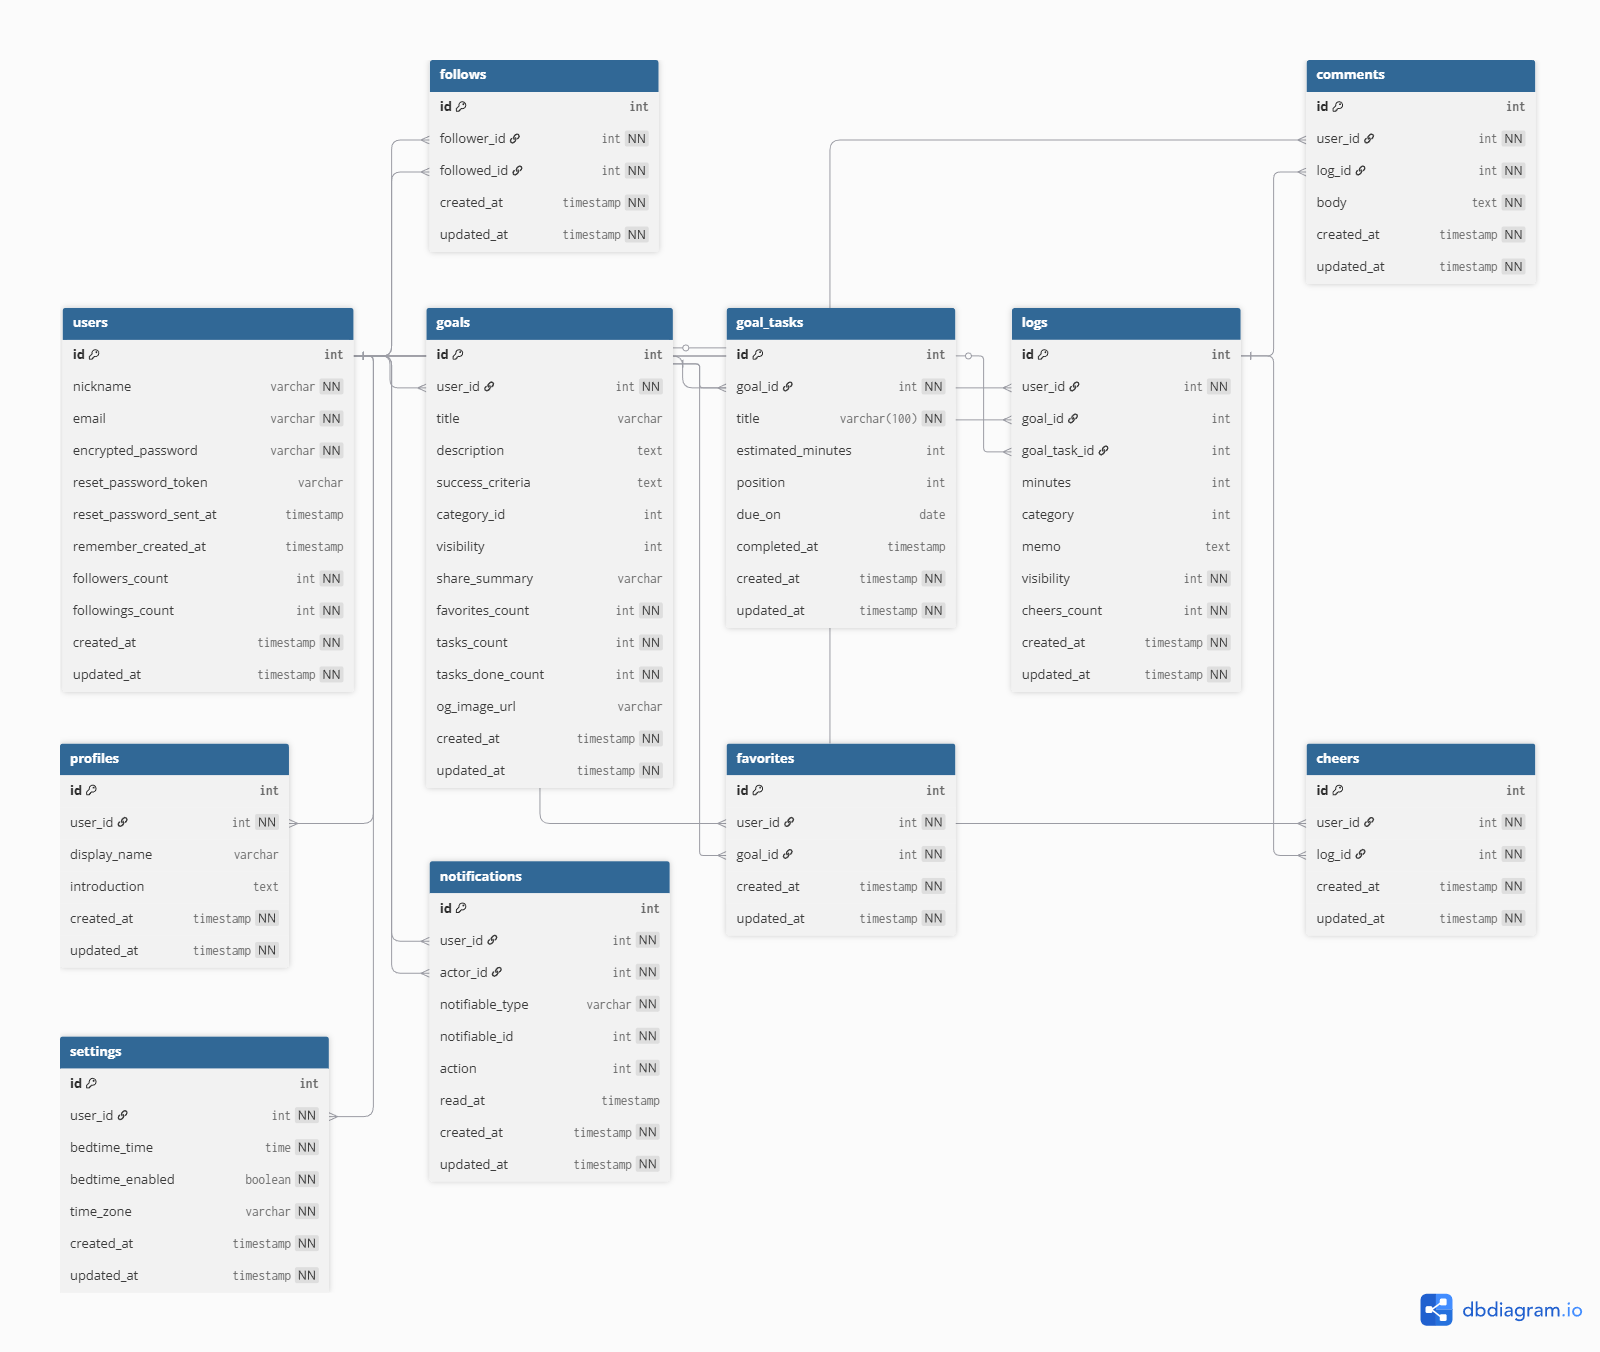 follows
id int
follower_id int NN
followed_id int NN
created_at timestamp NN
updated_at timestamp NN
comments
id int
user_id int NN
log_id int NN
body text NN
created_at timestamp NN
updated_at timestamp NN
users
id int
nickname varchar NN
email varchar NN
encrypted_password varchar NN
reset_password_token varchar
reset_password_sent_at timestamp
remember_created_at timestamp
followers_count int NN
followings_count int NN
created_at timestamp NN
updated_at timestamp NN
goals
id int
user_id int NN
title varchar
description text
success_criteria text
category_id int
visibility int
share_summary varchar
favorites_count int NN
tasks_count int NN
tasks_done_count int NN
og_image_url varchar
created_at timestamp NN
updated_at timestamp NN
goal_tasks
id int
goal_id int NN
title varchar(100) NN
estimated_minutes int
position int
due_on date
completed_at timestamp
created_at timestamp NN
updated_at timestamp NN
logs
id int
user_id int NN
goal_id int
goal_task_id int
minutes int
category int
memo text
visibility int NN
cheers_count int NN
created_at timestamp NN
updated_at timestamp NN
profiles
id int
user_id int NN
display_name varchar
introduction text
created_at timestamp NN
updated_at timestamp NN
favorites
id int
user_id int NN
goal_id int NN
created_at timestamp NN
updated_at timestamp NN
cheers
id int
user_id int NN
log_id int NN
created_at timestamp NN
updated_at timestamp NN
notifications
id int
user_id int NN
actor_id int NN
notifiable_type varchar NN
notifiable_id int NN
action int NN
read_at timestamp
created_at timestamp NN
updated_at timestamp NN
settings
id int
user_id int NN
bedtime_time time NN
bedtime_enabled boolean NN
time_zone varchar NN
created_at timestamp NN
updated_at timestamp NN
dbdiagram.io